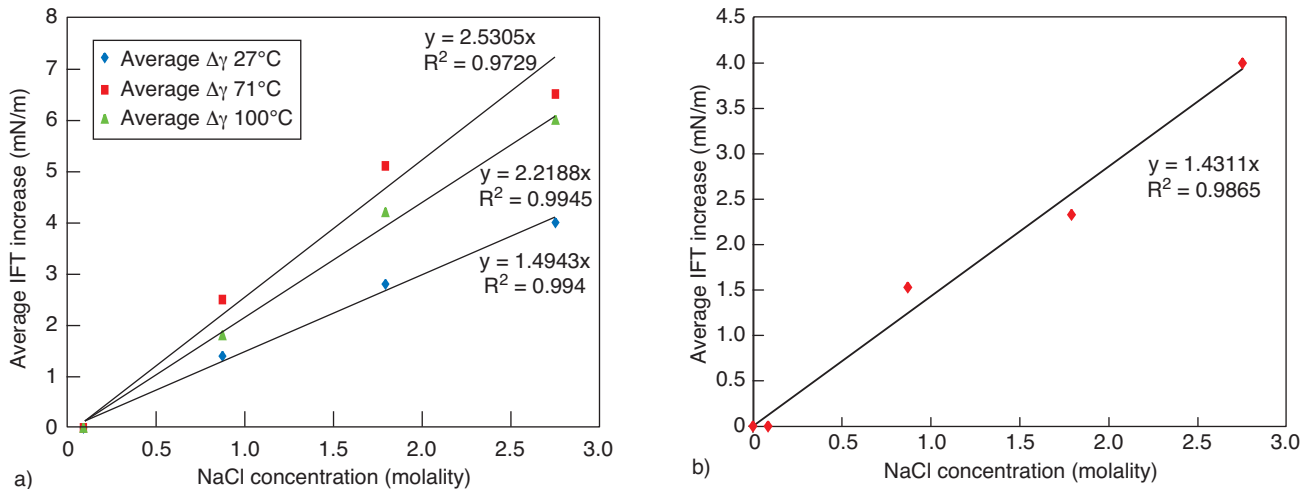 8
7
6
5
4
3
2
1
0
Average IFT increase (mN/m)
Average Δγ 27°C
Average Δγ 71°C
Average Δγ 100°C
y = 2.5305x
R² = 0.9729
y = 2.2188x
R² = 0.9945
y = 1.4943x
R² = 0.994
0 0.5 1.0 1.5 2.0 2.5 3.0
NaCl concentration (molality)
a)
4.5
4.0
3.5
3.0
2.5
2.0
1.5
1.0
0.5
0
Average IFT increase (mN/m)
y = 1.4311x
R² = 0.9865
0 0.5 1.0 1.5 2.0 2.5 3.0
NaCl concentration (molality)
b)